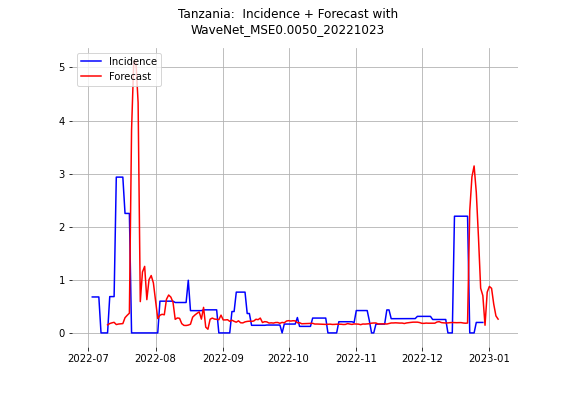 Tanzania:  Incidence + Forecast with
WaveNet_MSE0.0050_20221023
Incidence
Forecast
5
4
3
2
1
0
2022-07 2022-08 2022-09 2022-10 2022-11 2022-12 2023-01